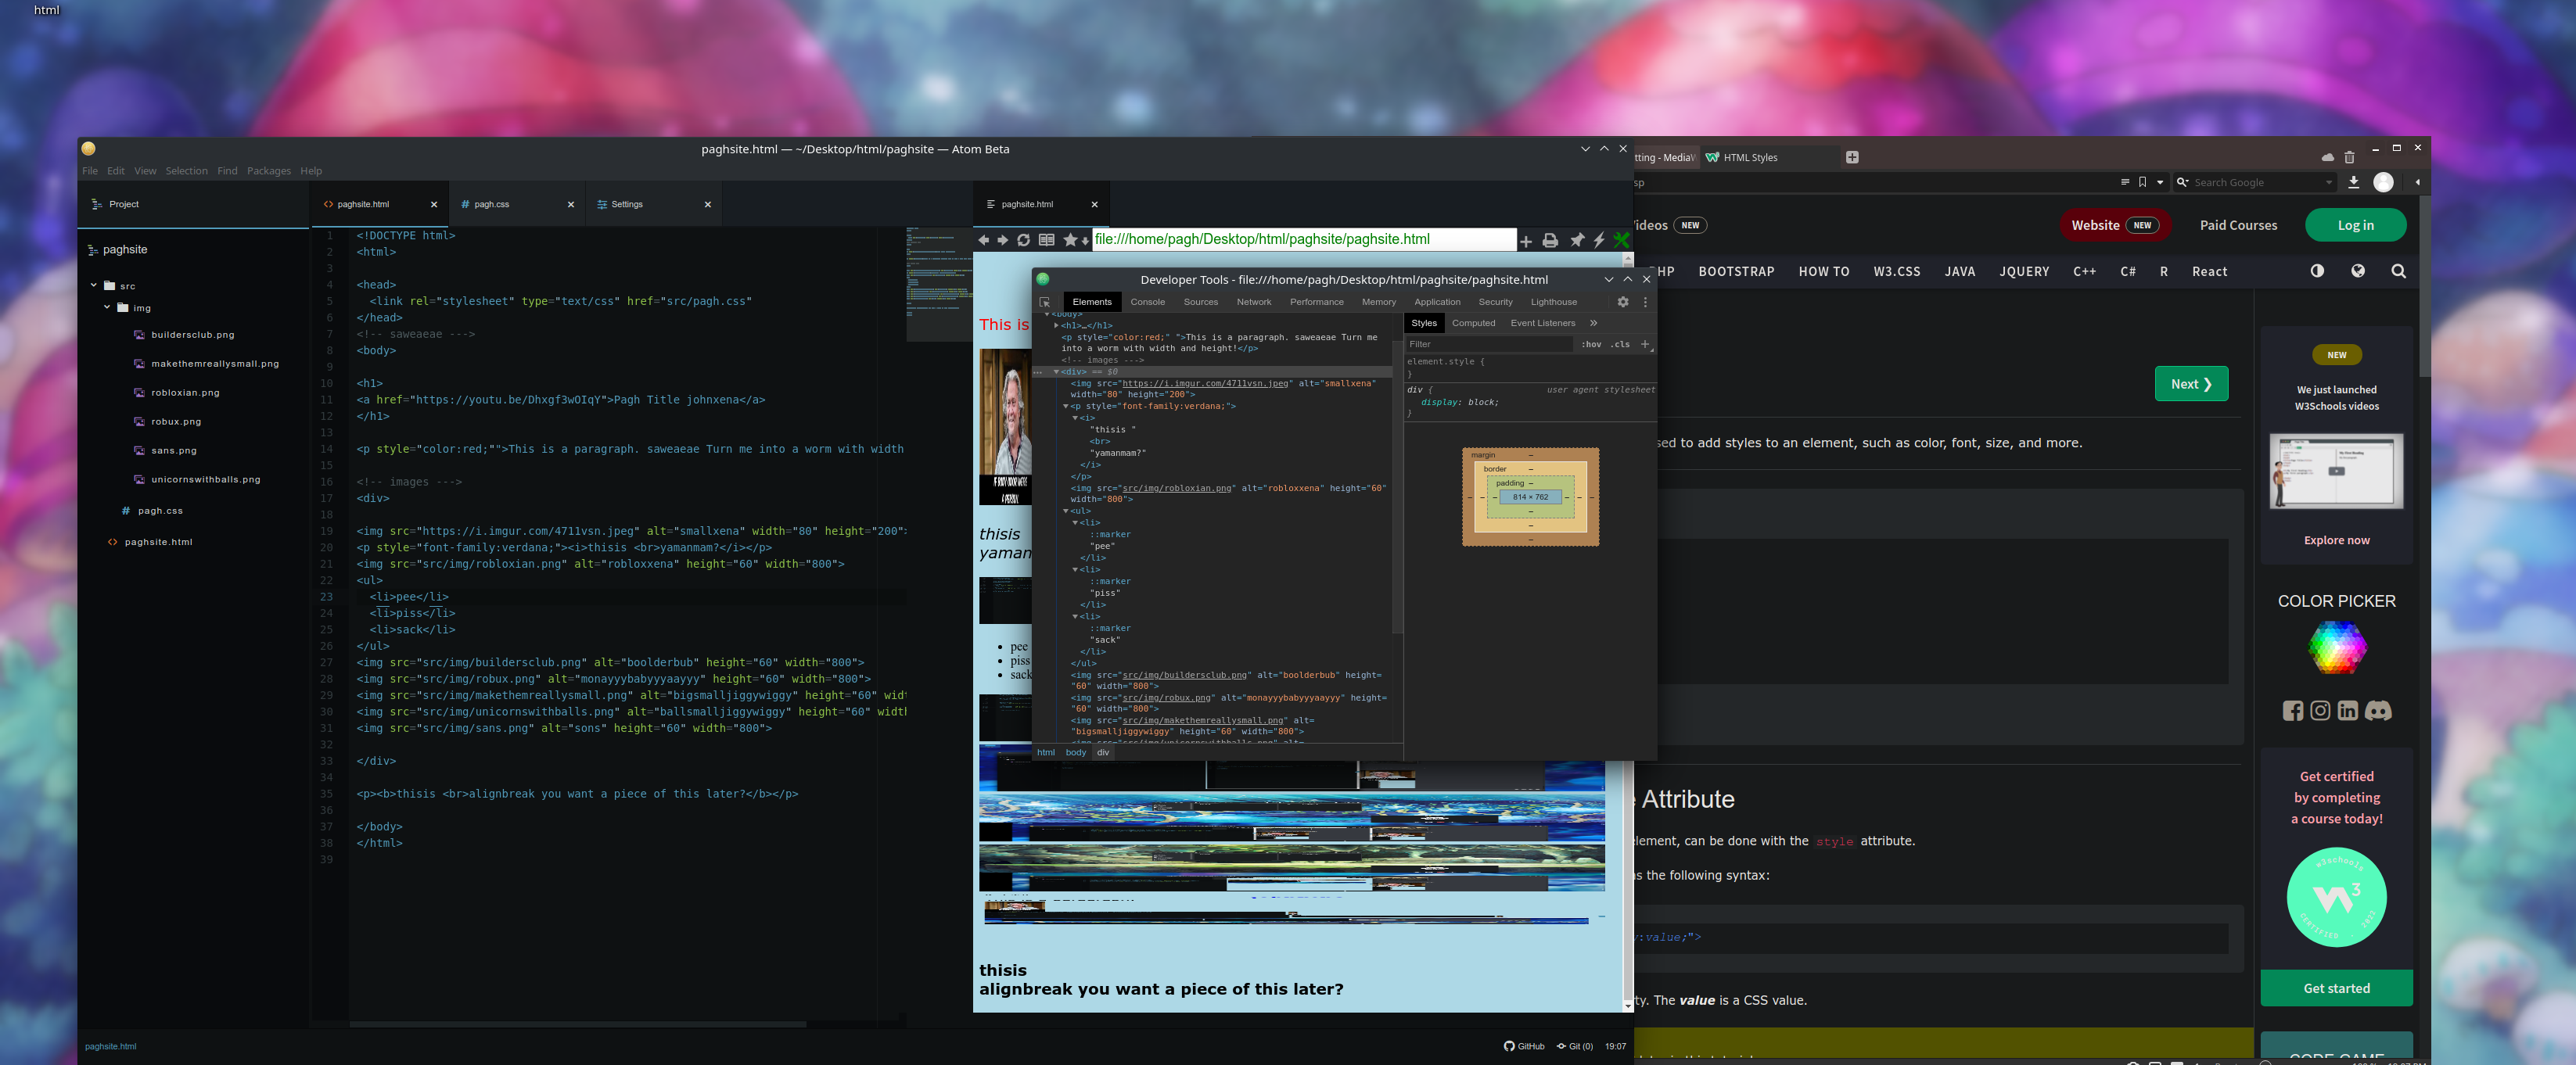 html
paghsite.html — ~/Desktop/html/paghsite — Atom Beta
File Edit View Selection Find Packages Help
Project
paghsite
src
img
buildersclub.png
makethemreallysmall.png
robloxian.png
robux.png
sans.png
unicornswithballs.png
pagh.css
paghsite.html
paghsite.html
pagh.css
Settings
1 <!DOCTYPE html>
2 <html>
3
4 <head>
5 <link rel="stylesheet" type="text/css" href="src/pagh.css"
6 </head>
7 <!-- saweaeae --->
8 <body>
9
10 <h1>
11 <a href="https://youtu.be/Dhxgf3wOIqY">Pagh Title johnxena</a>
12 </h1>
13
14 <p style="color:red;"">This is a paragraph. saweaeae Turn me into a worm with width
15
16 <!-- images --->
17 <div>
18
19 <img src="https://i.imgur.com/4711vsn.jpeg" alt="smallxena" width="80" height="200">
20 <p style="font-family:verdana;"><i>thisis <br>yamanmam?</i></p>
21 <img src="src/img/robloxian.png" alt="robloxxena" height="60" width="800">
22 <ul>
23 <li>pee</li>
24 <li>piss</li>
25 <li>sack</li>
26 </ul>
27 <img src="src/img/buildersclub.png" alt="boolderbub" height="60" width="800">
28 <img src="src/img/robux.png" alt="monayyybabyyyaayyy" height="60" width="800">
29 <img src="src/img/makethemreallysmall.png" alt="bigsmalljiggywiggy" height="60" widt
30 <img src="src/img/unicornswithballs.png" alt="ballsmalljiggywiggy" height="60" width
31 <img src="src/img/sans.png" alt="sons" height="60" width="800">
32
33 </div>
34
35 <p><b>thisis <br>alignbreak you want a piece of this later?</b></p>
36
37 </body>
38 </html>
39
paghsite.html
GitHub Git (0) 19:07
paghsite.html
file:///home/pagh/Desktop/html/paghsite/paghsite.html
This is
thisis
yaman
pee
piss
sack
thisis
alignbreak you want a piece of this later?
Developer Tools - file:///home/pagh/Desktop/html/paghsite/paghsite.html
Elements Console Sources Network Performance Memory Application Security Lighthouse
<body>
<h1>…</h1>
<p style="color:red;" ">This is a paragraph. saweaeae Turn me
into a worm with width and height!</p>
<!-- images --->
<div> == $0
<img src="https://i.imgur.com/4711vsn.jpeg" alt="smallxena"
width="80" height="200">
<p style="font-family:verdana;">
<i>
"thisis "
<br>
"yamanmam?"
</i>
</p>
<img src="src/img/robloxian.png" alt="robloxxena" height="60"
width="800">
<ul>
<li>
::marker
"pee"
</li>
<li>
::marker
"piss"
</li>
<li>
::marker
"sack"
</li>
</ul>
<img src="src/img/buildersclub.png" alt="boolderbub" height=
"60" width="800">
<img src="src/img/robux.png" alt="monayyybabyyyaayyy" height=
"60" width="800">
<img src="src/img/makethemreallysmall.png" alt=
"bigsmalljiggywiggy" height="60" width="800">
html body div
Styles Computed Event Listeners »
Filter :hov .cls +
element.style {
}
div { user agent stylesheet
display: block;
}
margin –
border –
padding –
814 × 762
tting - MediaW
HTML Styles
sp
Search Google
ideos NEW
Website NEW
Paid Courses
Log in
HP BOOTSTRAP HOW TO W3.CSS JAVA JQUERY C++ C# R React
Next ❯
sed to add styles to an element, such as color, font, size, and more.
e Attribute
element, can be done with the style attribute.
as the following syntax:
y:value;">
ty. The value is a CSS value.
NEW
We just launched
W3Schools videos
Explore now
COLOR PICKER
Get certified
by completing
a course today!
w3schools
W3
CERTIFIED . 2022
Get started
CODE GAME